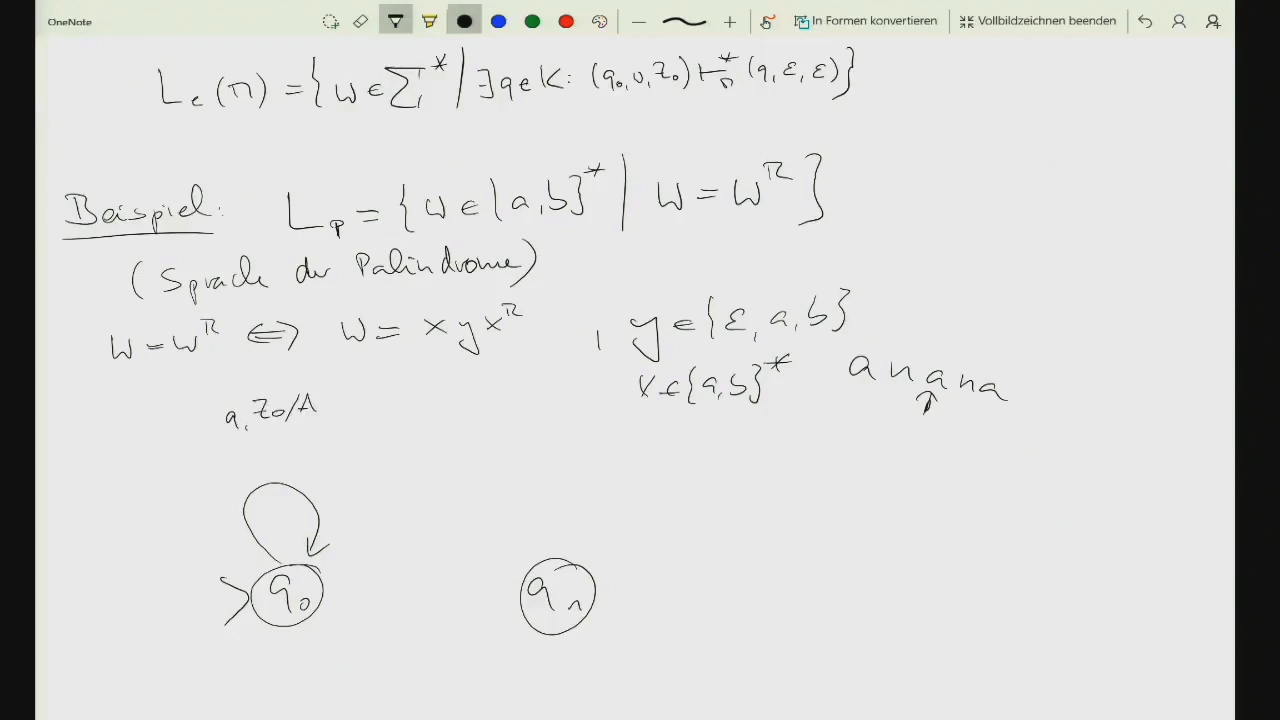 OneNote
In Formen konvertieren
Vollbildzeichnen beenden
L_ε(Π) = {w ∈ Σ* | ∃q∈K: (q₀, w, Z₀) ⊢*_Π (q, ε, ε)}
Beispiel: L_P = {w ∈ {a,b}* | w = w^R}
(Sprache der Palindrome)
w = w^R ⇔ w = x y x^R , y ∈ {ε, a, b}
x ∈ {a,b}* anana
a, Z₀/A
q₀ q₁